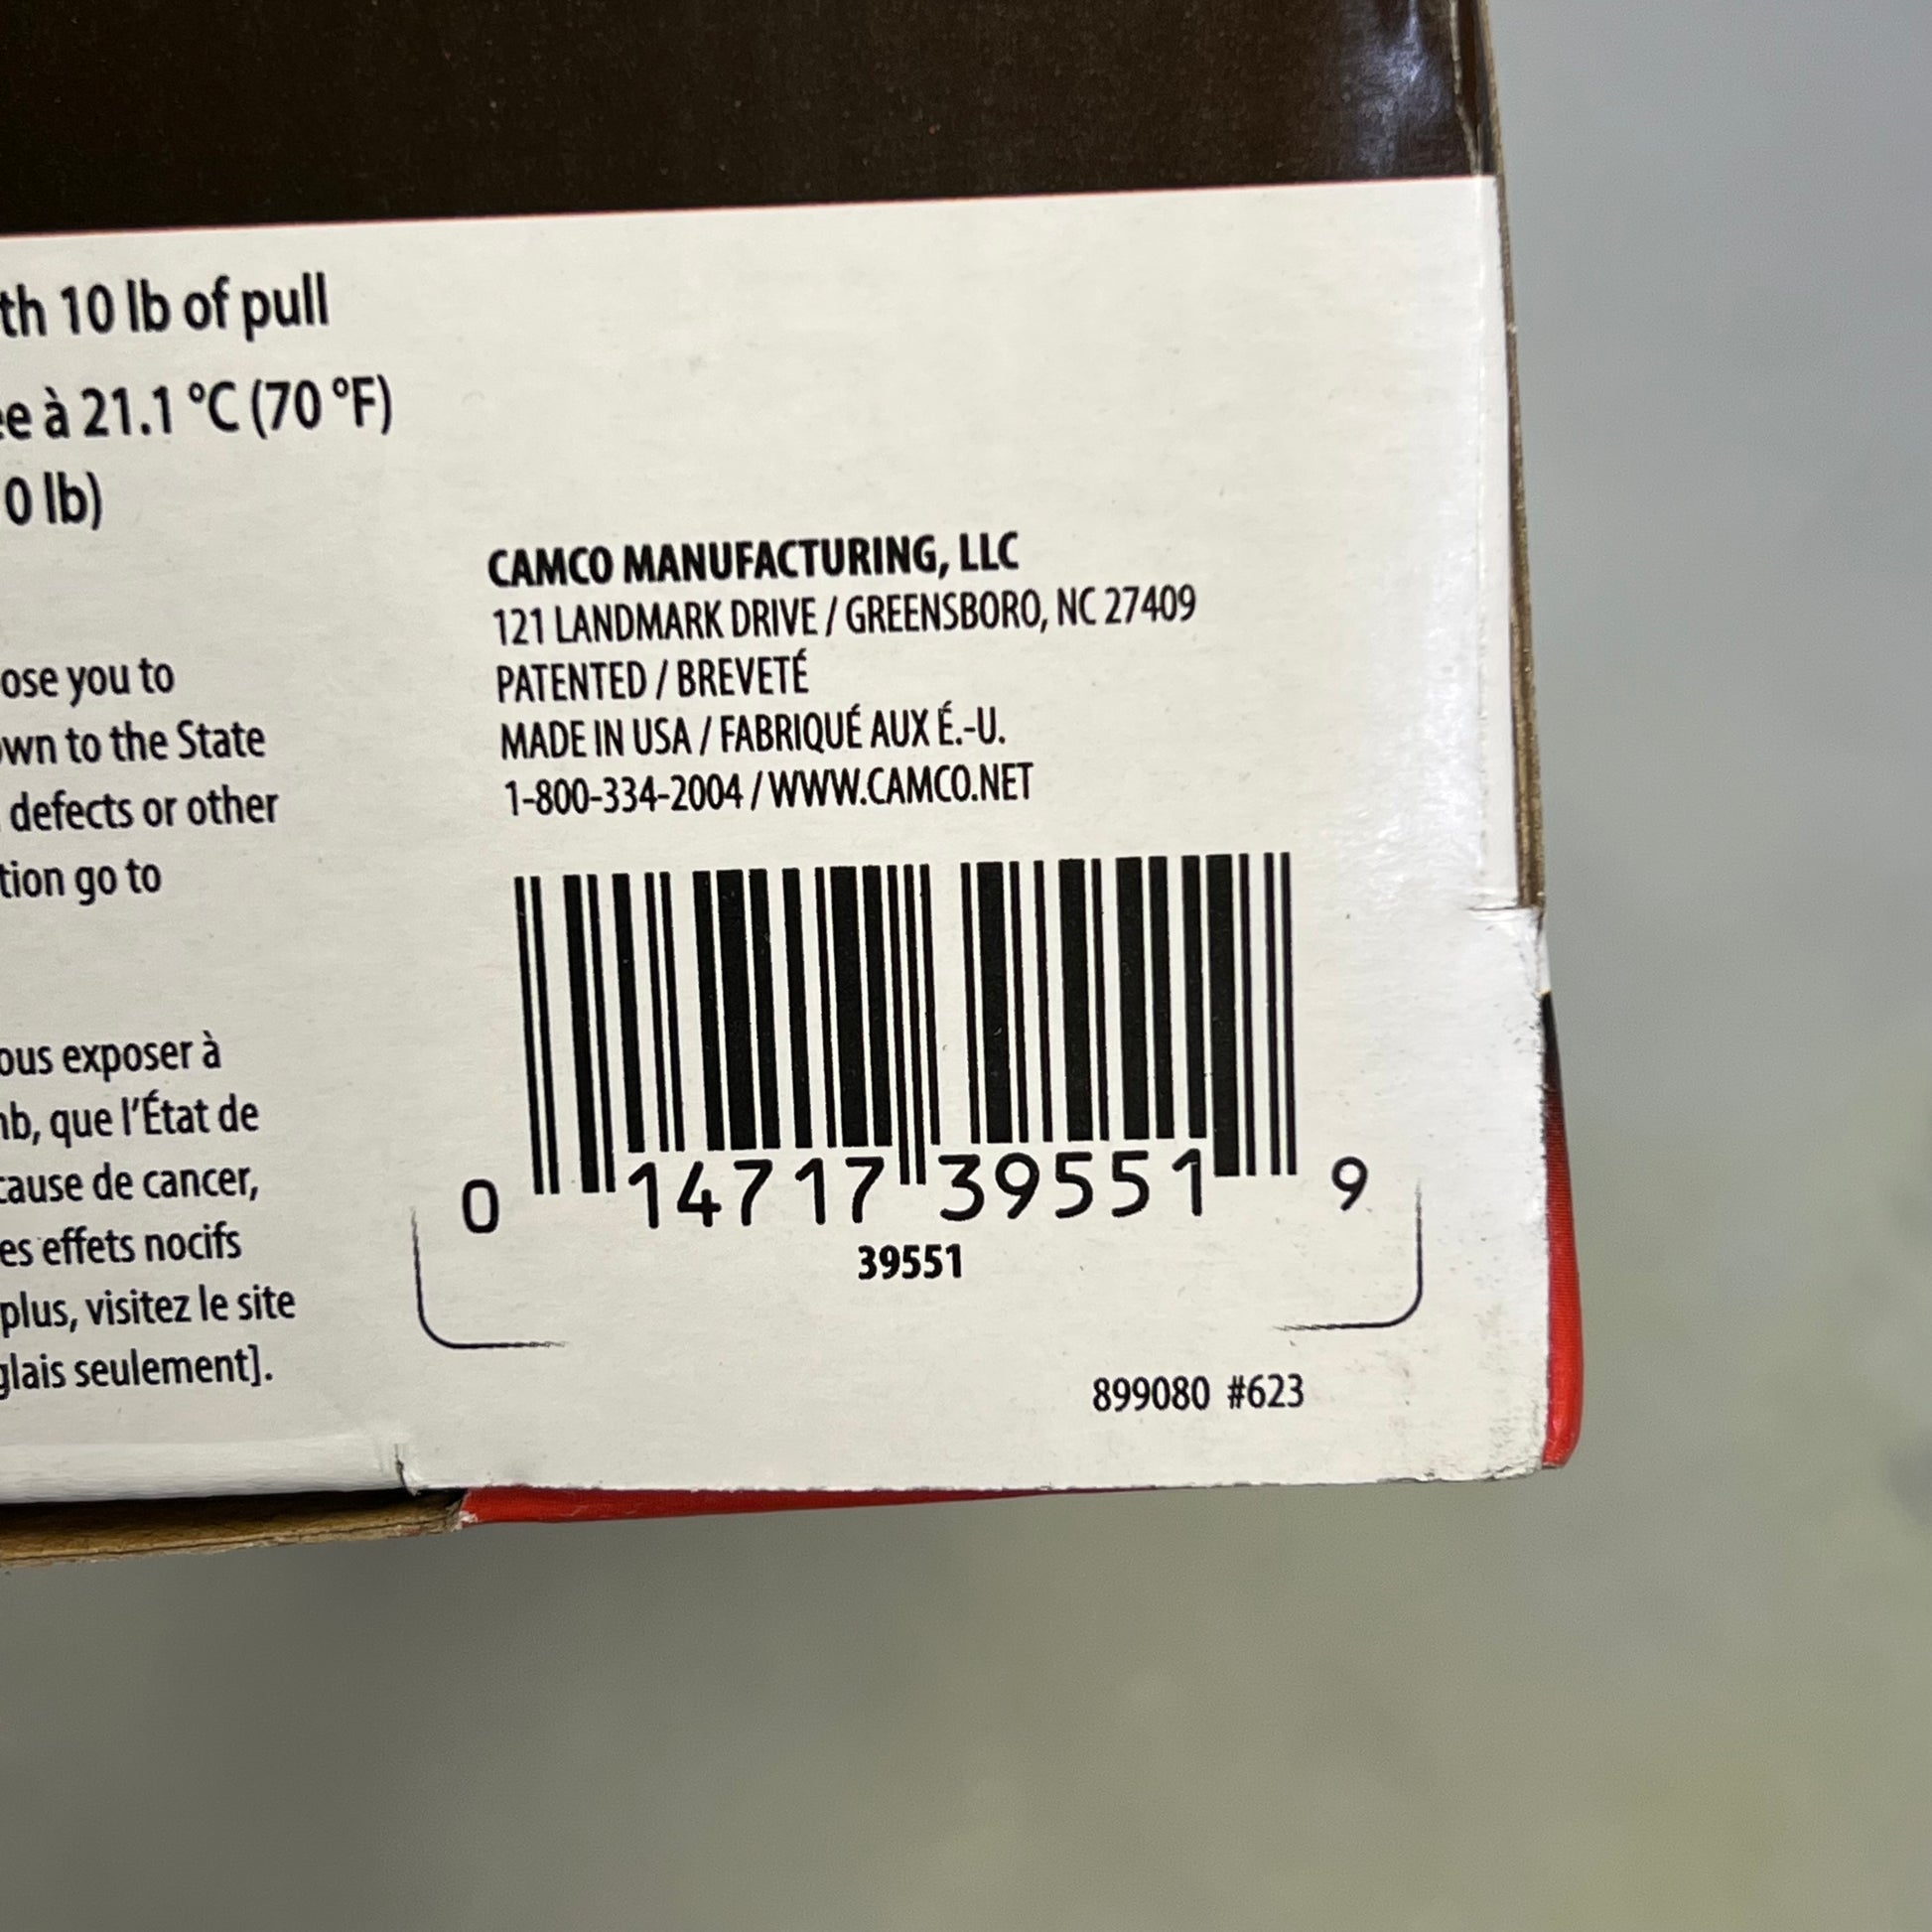 th 10 lb of pull
e à 21.1 °C (70 °F)
0 lb)
ose you to
own to the State
defects or other
tion go to
ous exposer à
mb, que l'État de
cause de cancer,
es effets nocifs
plus, visitez le site
glais seulement].
CAMCO MANUFACTURING, LLC
121 LANDMARK DRIVE / GREENSBORO, NC 27409
PATENTED / BREVETÉ
MADE IN USA / FABRIQUÉ AUX É.-U.
1-800-334-2004 / WWW.CAMCO.NET
0 14717 39551 9
39551
899080 #623